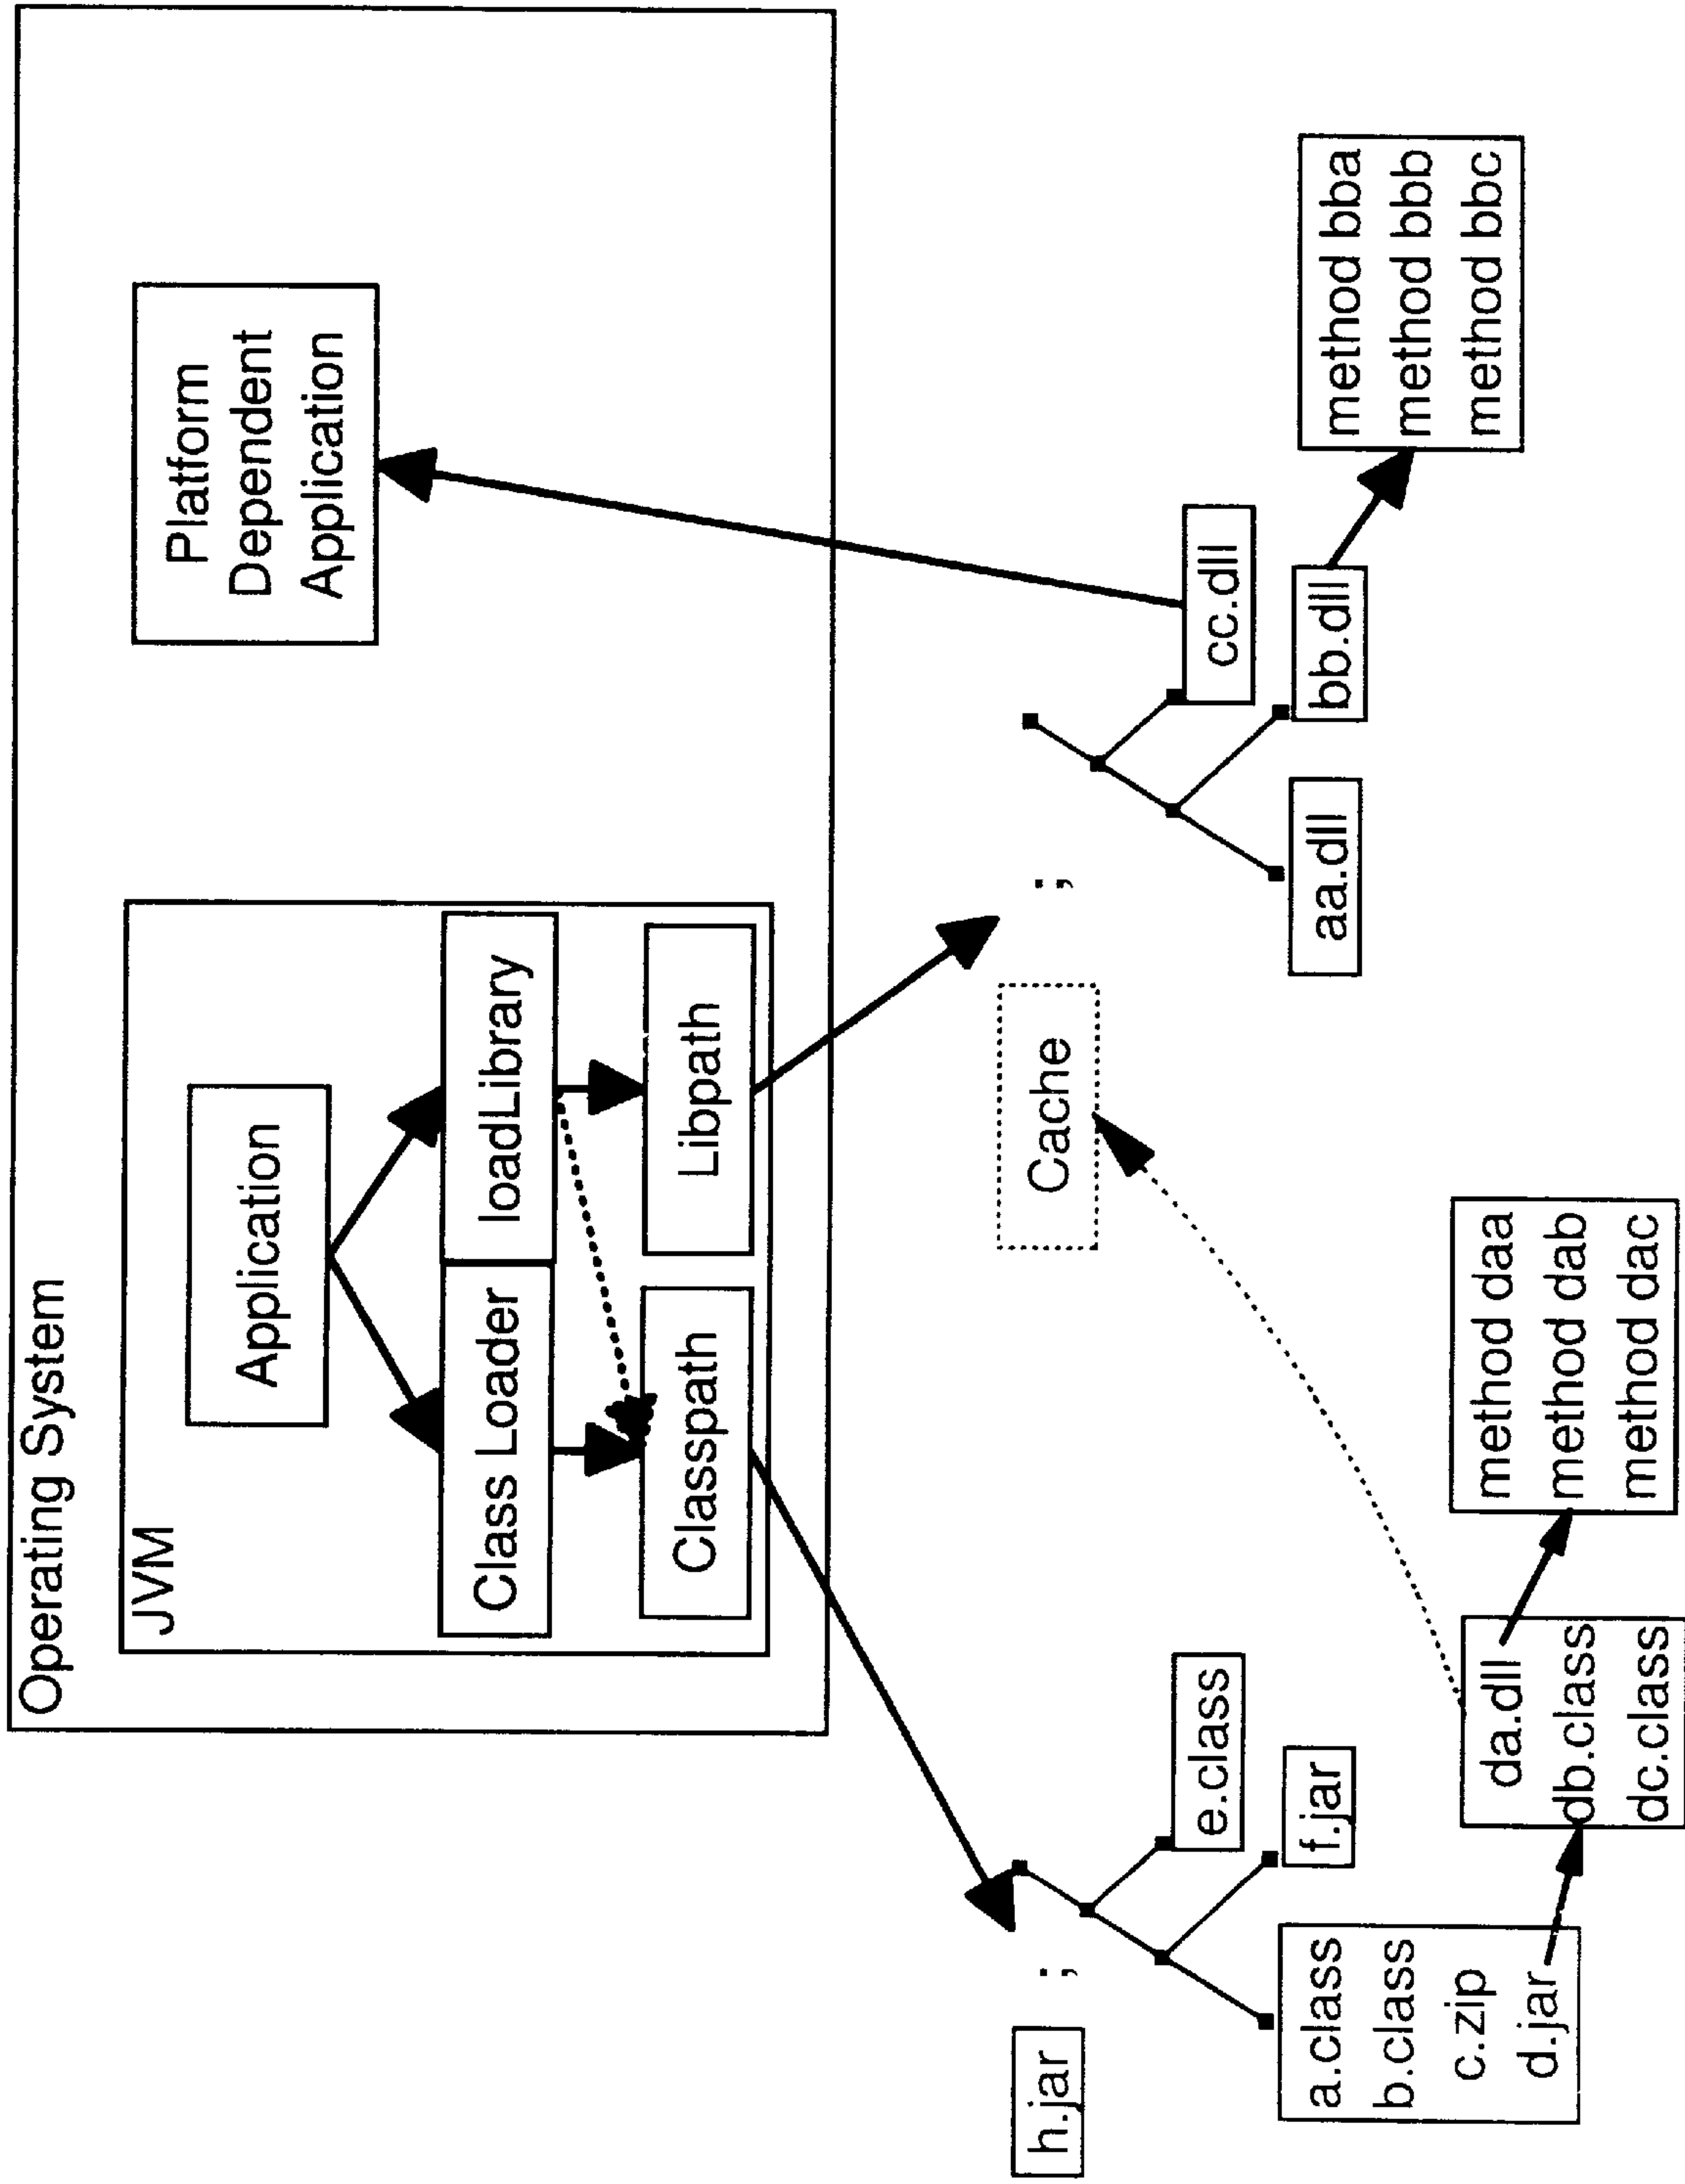 Operating System
JVM
Application
Class Loader
loadLibrary
Classpath
Libpath
Platform
Dependent
Application
h.jar
;
e.class
f.jar
a.class
b.class
c.zip
d.jar
da.dll
db.class
dc.class
method daa
method dab
method dac
Cache
;
cc.dll
bb.dll
aa.dll
method bba
method bbb
method bbc